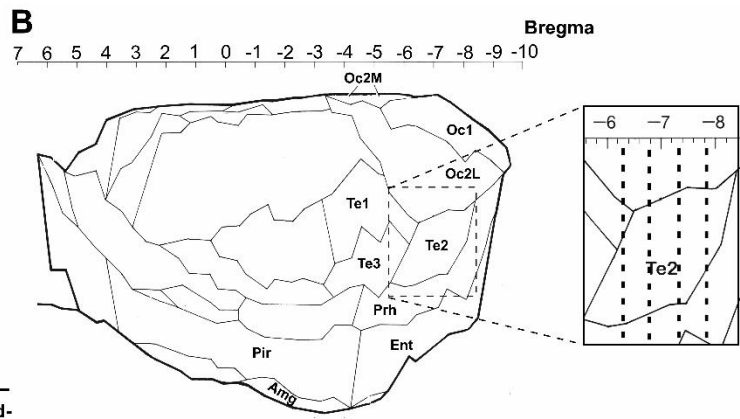 B
Bregma
7 6 5 4 3 2 1 0 -1 -2 -3 -4 -5 -6 -7 -8 -9 -10
Oc2M
Oc1
Oc2L
Te1
Te2
Te3
Prh
Pir
Ent
Amg
−6 −7 −8
Te2
d-